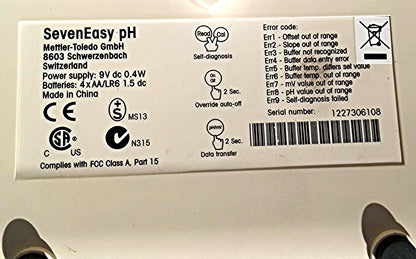 SevenEasy pH
Mettler-Toledo GmbH
8603 Schwerzenbach
Switzerland
Power supply: 9V dc 0.4W
Batteries: 4xAA/LR6 1.5 dc
Made in China
CE
S
MS13
C US
N315
Complies with FCC Class A, Part 15
Read Cal
Self-diagnosis
On
Off
2 Sec.
Override auto-off
pH/mV
2 Sec.
Data transfer
Error code:
Err1 - Offset out of range
Err2 - Slope out of range
Err3 - Buffer not recognized
Err4 - Buffer data entry error
Err5 - Buffer temp. differs set value
Err6 - Buffer temp. out of range
Err7 - mV value out of range
Err8 - pH value out of range
Err9 - Self-diagnosis failed
Serial number: 1227306108